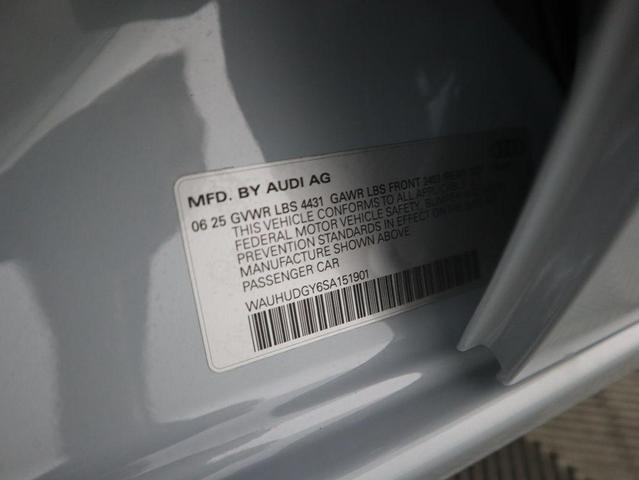 MFD. BY AUDI AG
06 25 GVWR LBS 4431 GAWR LBS FRONT
THIS VEHICLE CONFORMS TO ALL
FEDERAL MOTOR VEHICLE SAFETY,
PREVENTION STANDARDS IN EFFECT ON THE
MANUFACTURE SHOWN ABOVE
PASSENGER CAR
WAUHUDGY6SA151901